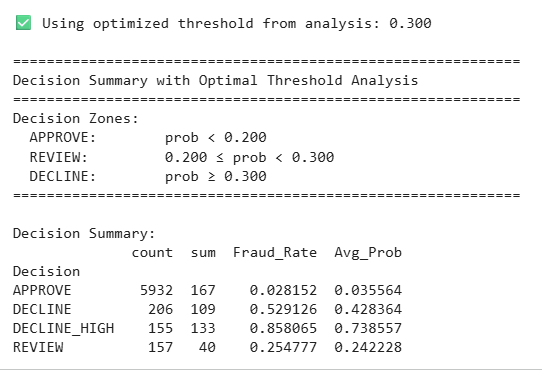 ✅ Using optimized threshold from analysis: 0.300
============================================================
Decision Summary with Optimal Threshold Analysis
============================================================
Decision Zones:
  APPROVE:        prob < 0.200
  REVIEW:         0.200 ≤ prob < 0.300
  DECLINE:        prob ≥ 0.300
============================================================
Decision Summary:
              count  sum  Fraud_Rate  Avg_Prob
Decision
APPROVE        5932  167    0.028152  0.035564
DECLINE         206  109    0.529126  0.428364
DECLINE_HIGH    155  133    0.858065  0.738557
REVIEW          157   40    0.254777  0.242228